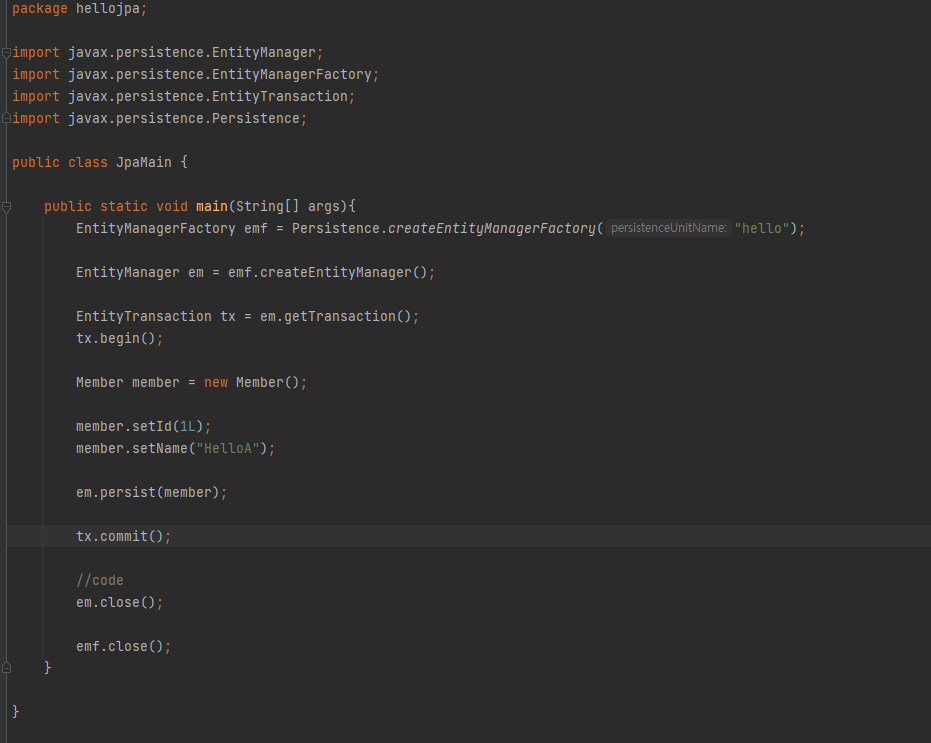 package hellojpa;
import javax.persistence.EntityManager;
import javax.persistence.EntityManagerFactory;
import javax.persistence.EntityTransaction;
import javax.persistence.Persistence;
public class JpaMain {
public static void main(String[] args){
EntityManagerFactory emf = Persistence.createEntityManagerFactory( persistenceUnitName: "hello");
EntityManager em = emf.createEntityManager();
EntityTransaction tx = em.getTransaction();
tx.begin();
Member member = new Member();
member.setId(1L);
member.setName("HelloA");
em.persist(member);
tx.commit();
//code
em.close();
emf.close();
}
}